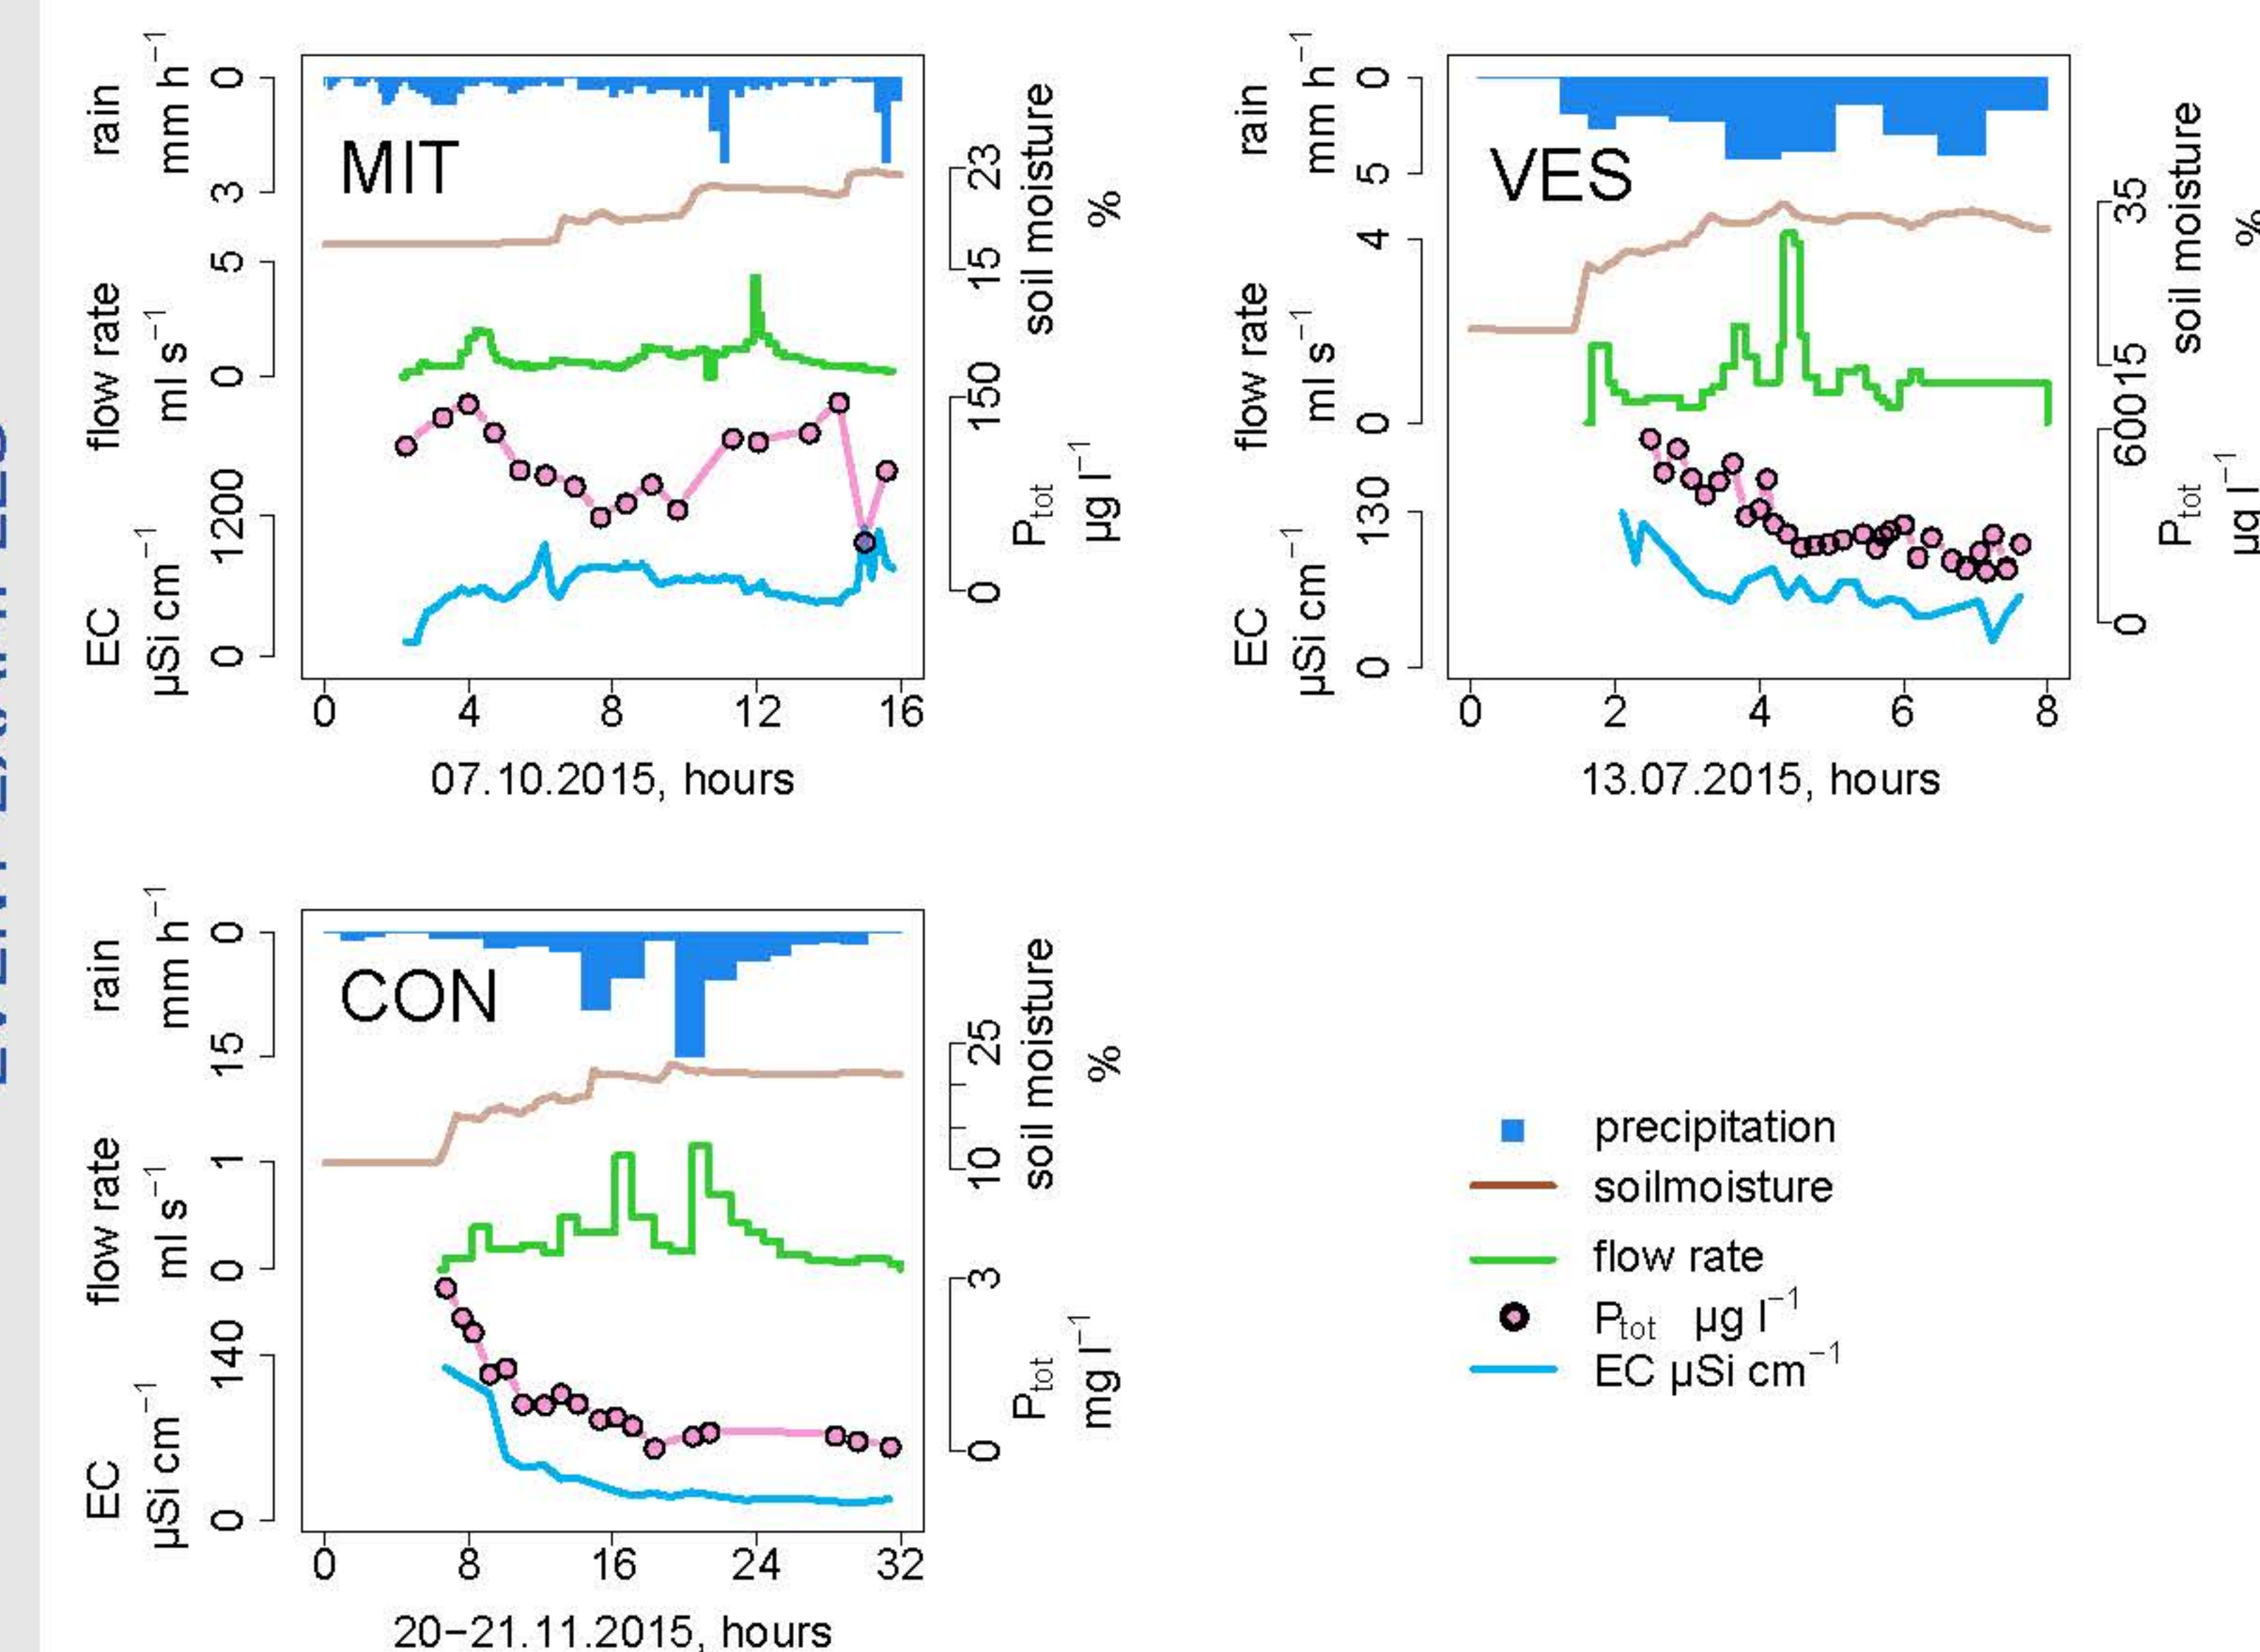 MIT
rain
mm h⁻¹
0
3
flow rate
ml s⁻¹
5
0
EC
µSi cm⁻¹
1200
0
soil moisture
%
23
15
Ptot
µg l⁻¹
150
0
0 4 8 12 16
07.10.2015, hours
VES
rain
mm h⁻¹
0
5
flow rate
ml s⁻¹
4
0
EC
µSi cm⁻¹
130
0
soil moisture
%
35
15
Ptot
µg l⁻¹
600
0
0 2 4 6 8
13.07.2015, hours
CON
rain
mm h⁻¹
0
15
flow rate
ml s⁻¹
1
0
EC
µSi cm⁻¹
140
0
soil moisture
%
25
10
Ptot
mg l⁻¹
3
0
0 8 16 24 32
20−21.11.2015, hours
precipitation
soilmoisture
flow rate
Ptot µg l⁻¹
EC µSi cm⁻¹